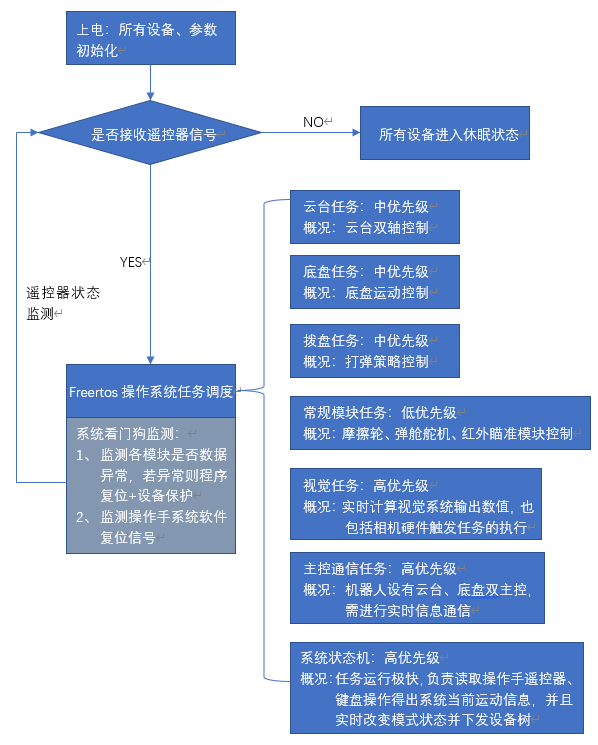 上电：所有设备、参数
初始化
是否接收遥控器信号
NO
所有设备进入休眠状态
YES
遥控器状态
监测
Freertos 操作系统任务调度
系统看门狗监测：
1、 监测各模块是否数据
异常，若异常则程序
复位+设备保护
2、 监测操作手系统软件
复位信号
云台任务：中优先级
概况：云台双轴控制
底盘任务：中优先级
概况：底盘运动控制
拨盘任务：中优先级
概况：打弹策略控制
常规模块任务：低优先级
概况：摩擦轮、弹舱舵机、红外瞄准模块控制
视觉任务：高优先级
概况：实时计算视觉系统输出数值，也
包括相机硬件触发任务的执行
主控通信任务：高优先级
概况：机器人设有云台、底盘双主控，
需进行实时信息通信
系统状态机：高优先级
概况：任务运行极快，负责读取操作手遥控器、
键盘操作得出系统当前运动信息，并且
实时改变模式状态并下发设备树